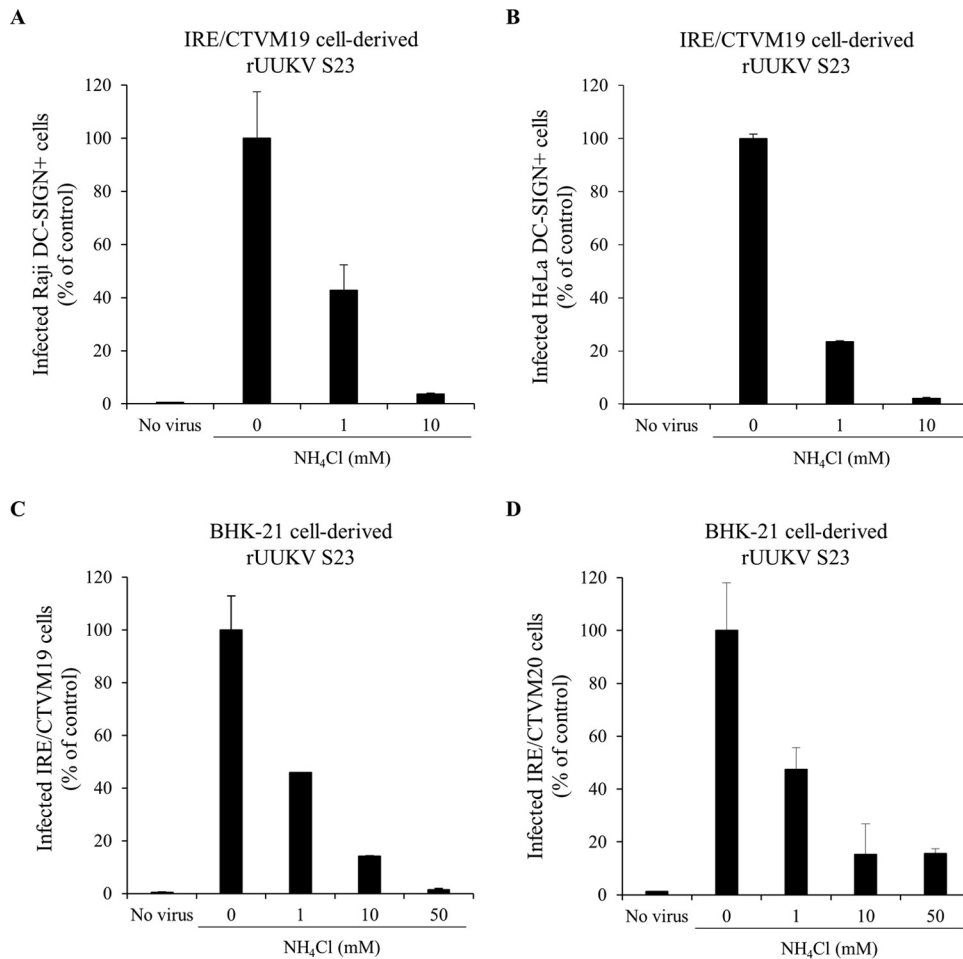 A
IRE/CTVM19 cell-derived
rUUKV S23
Infected Raji DC-SIGN+ cells
(% of control)
120
100
80
60
40
20
0
No virus 0 1 10
NH₄Cl (mM)
B
IRE/CTVM19 cell-derived
rUUKV S23
Infected HeLa DC-SIGN+ cells
(% of control)
120
100
80
60
40
20
0
No virus 0 1 10
NH₄Cl (mM)
C
BHK-21 cell-derived
rUUKV S23
Infected IRE/CTVM19 cells
(% of control)
120
100
80
60
40
20
0
No virus 0 1 10 50
NH₄Cl (mM)
D
BHK-21 cell-derived
rUUKV S23
Infected IRE/CTVM20 cells
(% of control)
120
100
80
60
40
20
0
No virus 0 1 10 50
NH₄Cl (mM)